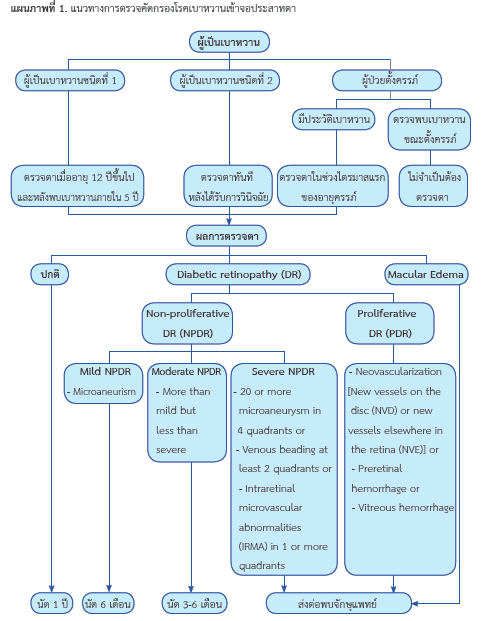 แผนภาพที่ 1. แนวทางการตรวจคัดกรองโรคเบาหวานเข้าจอประสาทตา
ผู้เป็นเบาหวาน
ผู้เป็นเบาหวานชนิดที่ 1
ผู้เป็นเบาหวานชนิดที่ 2
ผู้ป่วยตั้งครรภ์
มีประวัติเบาหวาน
ตรวจพบเบาหวาน
ขณะตั้งครรภ์
ตรวจตาเมื่ออายุ 12 ปีขึ้นไป
และหลังพบเบาหวานภายใน 5 ปี
ตรวจตาทันที
หลังได้รับการวินิจฉัย
ตรวจตาในช่วงไตรมาสแรก
ของอายุครรภ์
ไม่จำเป็นต้อง
ตรวจตา
ผลการตรวจตา
ปกติ
Diabetic retinopathy (DR)
Macular Edema
Non-proliferative
DR (NPDR)
Proliferative
DR (PDR)
Mild NPDR
- Microaneurism
Moderate NPDR
- More than
mild but
less than
severe
Severe NPDR
- 20 or more
microaneurysm in
4 quadrants or
- Venous beading at
least 2 quadrants or
- Intraretinal
microvascular
abnormalities
(IRMA) in 1 or more
quadrants
- Neovascularization
[New vessels on the
disc (NVD) or new
vessels elsewhere in
the retina (NVE)] or
- Preretinal
hemorrhage or
- Vitreous hemorrhage
นัด 1 ปี
นัด 6 เดือน
นัด 3-6 เดือน
ส่งต่อพบจักษุแพทย์